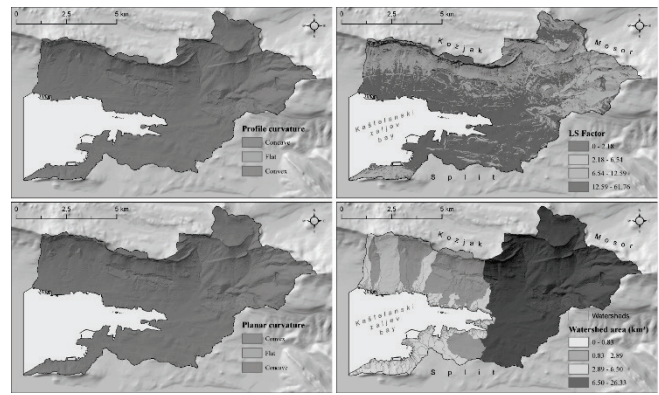 0 2.5 5 km
Profile curvature
Concave
Flat
Convex
0 2.5 5 km
Kozjak
Mosor
Kaštelanski
zaljev
bay
Split
LS Factor
0 - 2.18
2.18 - 6.54
6.54 - 12.59
12.59 - 61.76
0 2.5 5 km
Planar curvature
Convex
Flat
Concave
0 2.5 5 km
Kozjak
Mosor
Kaštelanski
zaljev
bay
Split
Watersheds
Watershed area (km²)
0 - 0.83
0.83 - 2.89
2.89 - 6.50
6.50 - 26.33